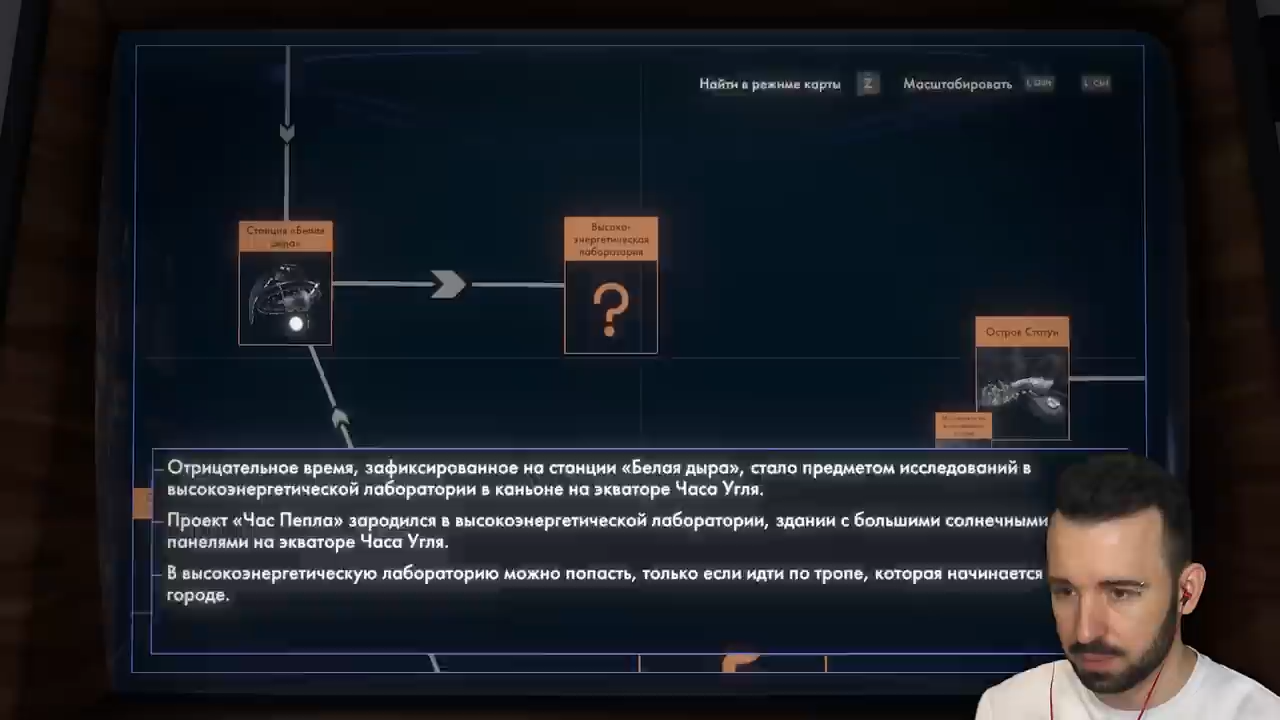 Найти в режиме карты Z Масштабировать
Станция «Белая
дыра»
Высоко-
энергетическая
лаборатория
Остров Статуи
– Отрицательное время, зафиксированное на станции «Белая дыра», стало предметом исследований в
высокоэнергетической лаборатории в каньоне на экваторе Часа Угля.
– Проект «Час Пепла» зародился в высокоэнергетической лаборатории, здании с большими солнечными
панелями на экваторе Часа Угля.
– В высокоэнергетическую лабораторию можно попасть, только если идти по тропе, которая начинается
городе.